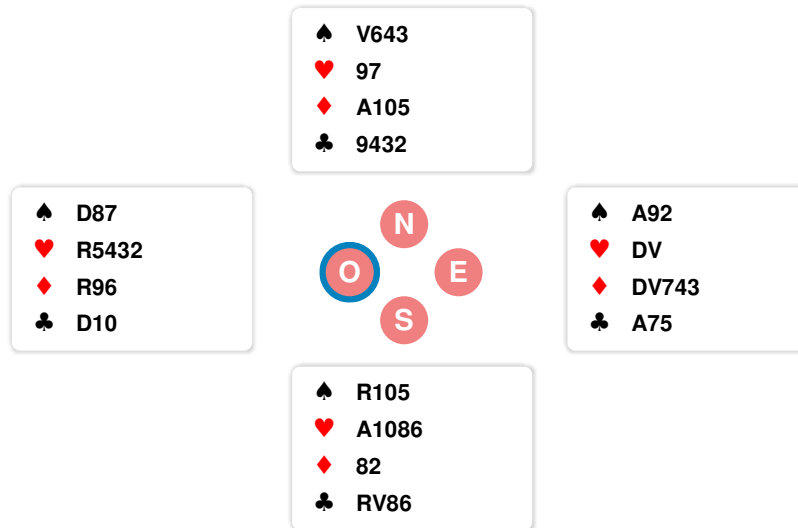 ♠ V643
♥ 97
♦ A105
♣ 9432
♠ D87
♥ R5432
♦ R96
♣ D10
N
O
E
S
♠ A92
♥ DV
♦ DV743
♣ A75
♠ R105
♥ A1086
♦ 82
♣ RV86